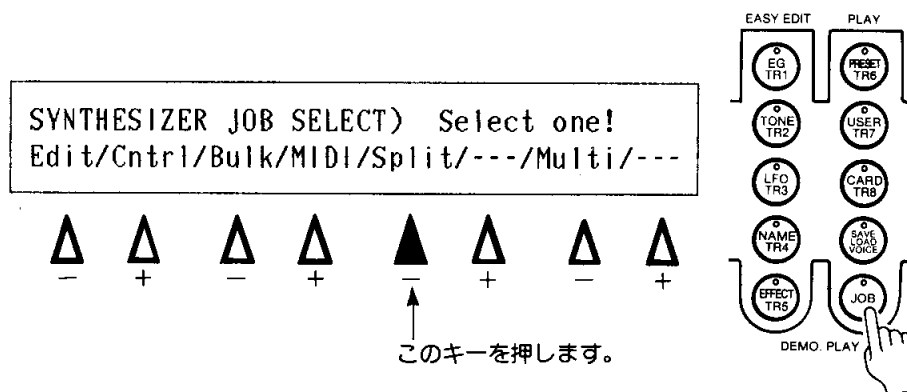 SYNTHESIZER JOB SELECT) Select one!
Edit/Cntrl/Bulk/MIDI/Split/---/Multi/---
− + − + − + − +
このキーを押します。
EASY EDIT PLAY
EG TR1
PRESET TR6
TONE TR2
USER TR7
LFO TR3
CARD TR8
NAME TR4
SAVE LOAD VOICE
EFFECT TR5
JOB
DEMO. PLAY